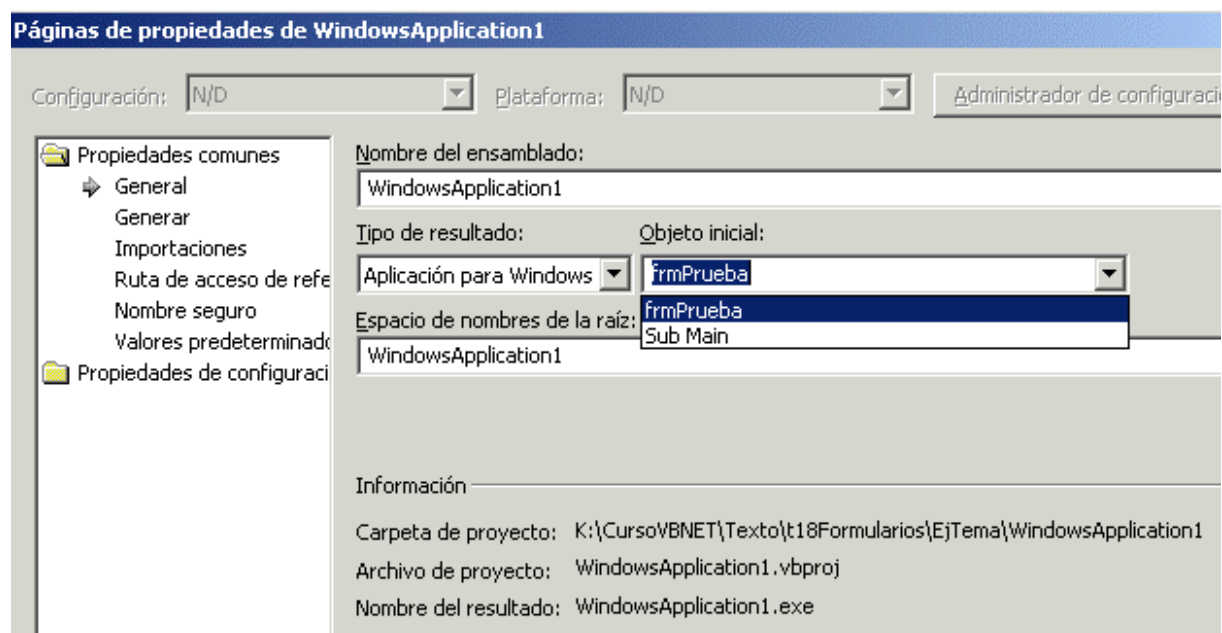 Páginas de propiedades de WindowsApplication1
Configuración: N/D Plataforma: N/D Administrador de configuraci
Propiedades comunes
General
Generar
Importaciones
Ruta de acceso de refe
Nombre seguro
Valores predeterminado
Propiedades de configuraci
Nombre del ensamblado:
WindowsApplication1
Tipo de resultado: Objeto inicial:
Aplicación para Windows frmPrueba
frmPrueba
Sub Main
Espacio de nombres de la raíz:
WindowsApplication1
Información
Carpeta de proyecto: K:\CursoVBNET\Texto\t18Formularios\EjTema\WindowsApplication1
Archivo de proyecto: WindowsApplication1.vbproj
Nombre del resultado: WindowsApplication1.exe